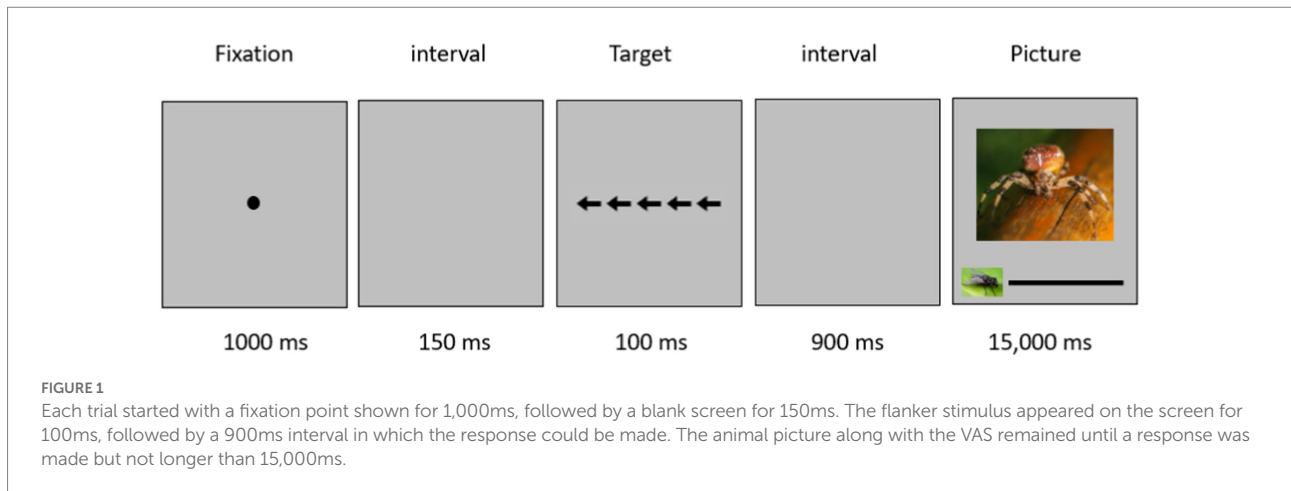 Fixation interval Target interval Picture
1000 ms 150 ms 100 ms 900 ms 15,000 ms
FIGURE 1
Each trial started with a fixation point shown for 1,000ms, followed by a blank screen for 150ms. The flanker stimulus appeared on the screen for
100ms, followed by a 900ms interval in which the response could be made. The animal picture along with the VAS remained until a response was
made but not longer than 15,000ms.